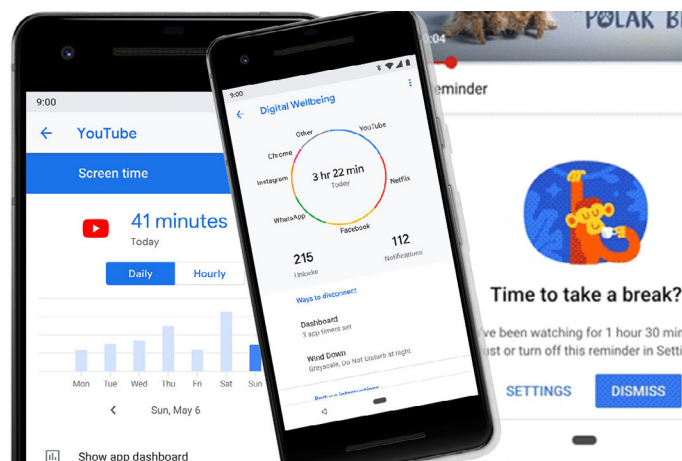 9:00
YouTube
Screen time
41 minutes
Today
Daily
Hourly
Mon Tue Wed Thu Fri Sat Sun
Sun, May 6
Show app dashboard
9:00
Digital Wellbeing
Other
YouTube
Chrome
Instagram
Netflix
WhatsApp
Facebook
3 hr 22 min
Today
215
Unlocks
112
Notifications
Ways to disconnect
Dashboard
3 app timers set
Wind Down
Greyscale, Do Not Disturb at night
POLAR B
:04
eminder
Time to take a break?
ve been watching for 1 hour 30 min
ust or turn off this reminder in Setti
SETTINGS
DISMISS